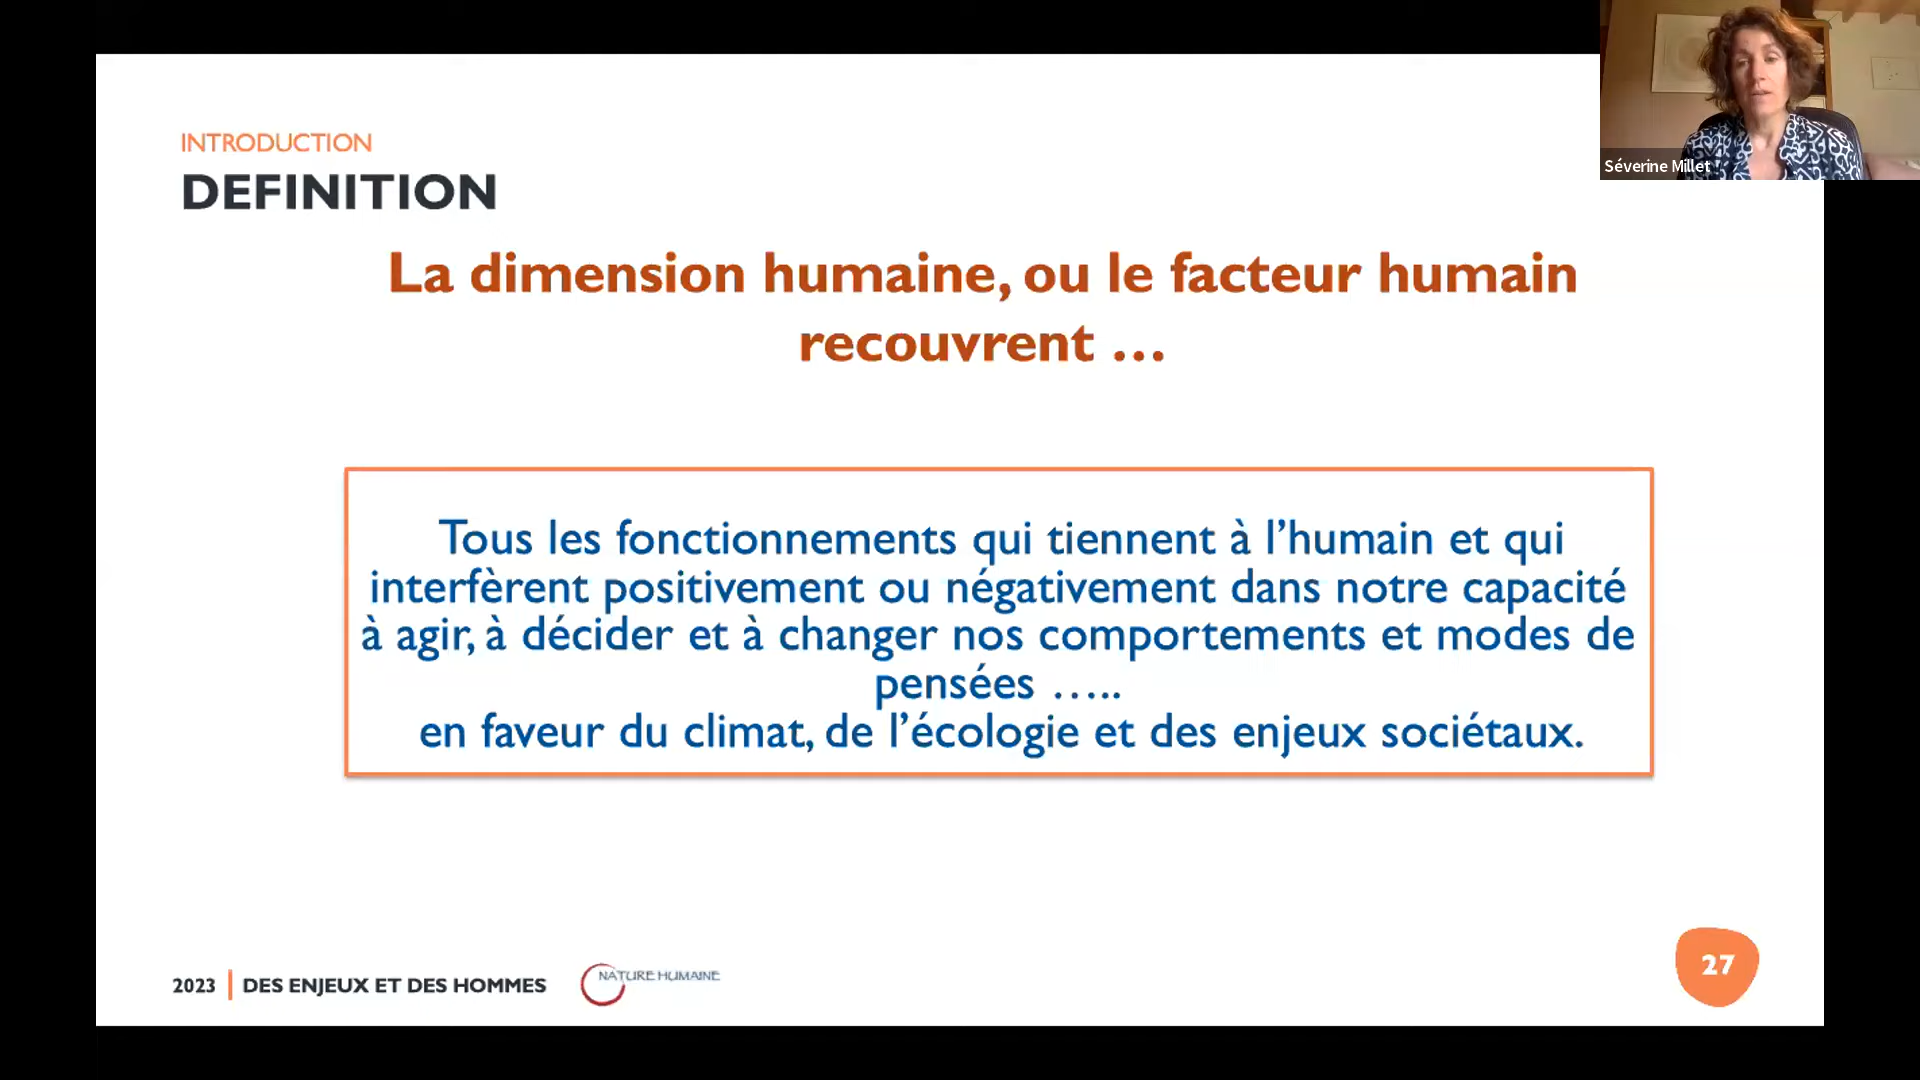 Séverine Millet
INTRODUCTION
DEFINITION
La dimension humaine, ou le facteur humain
recouvrent ...
Tous les fonctionnements qui tiennent à l’humain et qui
interfèrent positivement ou négativement dans notre capacité
à agir, à décider et à changer nos comportements et modes de
pensées .....
en faveur du climat, de l’écologie et des enjeux sociétaux.
2023 | DES ENJEUX ET DES HOMMES NATURE HUMAINE
27